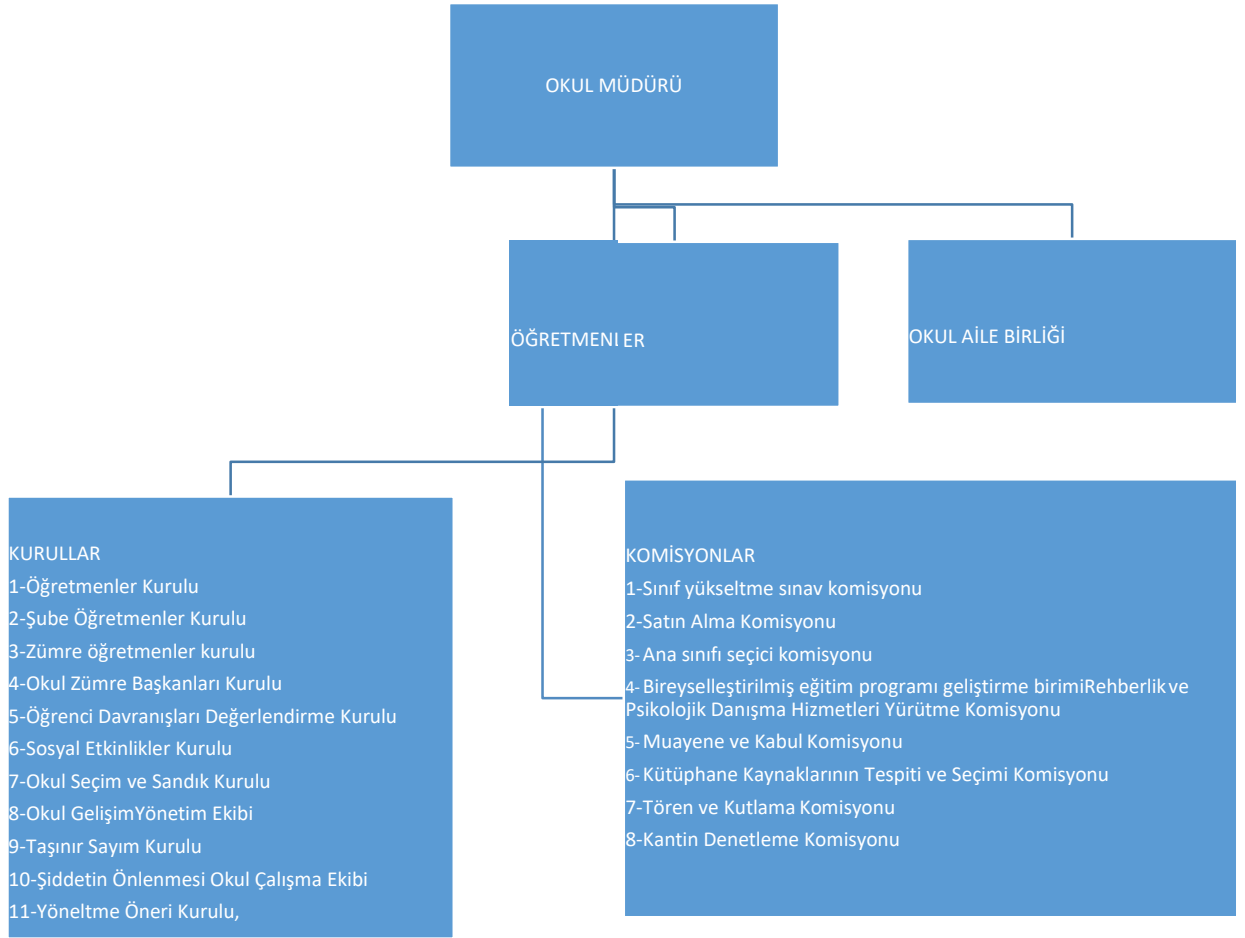 OKUL MÜDÜRÜ
ÖĞRETMENLER
OKUL AİLE BİRLİĞİ
KURULLAR
1-Öğretmenler Kurulu
2-Şube Öğretmenler Kurulu
3-Zümre öğretmenler kurulu
4-Okul Zümre Başkanları Kurulu
5-Öğrenci Davranışları Değerlendirme Kurulu
6-Sosyal Etkinlikler Kurulu
7-Okul Seçim ve Sandık Kurulu
8-Okul GelişimYönetim Ekibi
9-Taşınır Sayım Kurulu
10-Şiddetin Önlenmesi Okul Çalışma Ekibi
11-Yöneltme Öneri Kurulu,
KOMİSYONLAR
1-Sınıf yükseltme sınav komisyonu
2-Satın Alma Komisyonu
3- Ana sınıfı seçici komisyonu
4- Bireyselleştirilmiş eğitim programı geliştirme birimiRehberlik ve
Psikolojik Danışma Hizmetleri Yürütme Komisyonu
5- Muayene ve Kabul Komisyonu
6- Kütüphane Kaynaklarının Tespiti ve Seçimi Komisyonu
7-Tören ve Kutlama Komisyonu
8-Kantin Denetleme Komisyonu